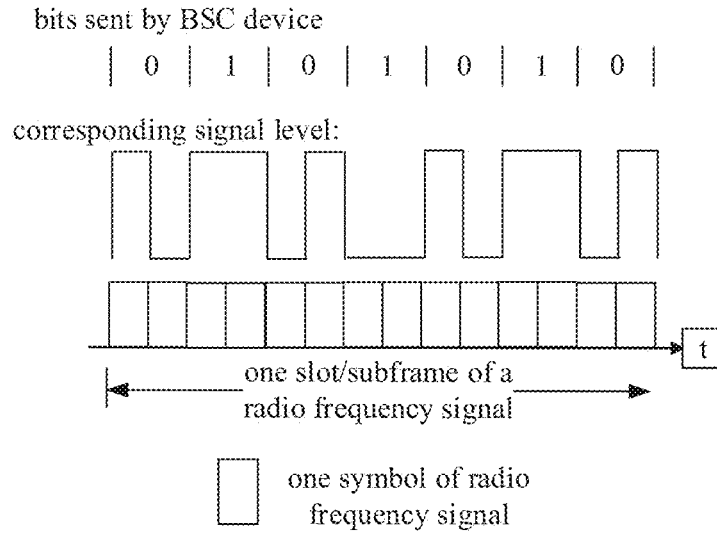 bits sent by BSC device
| 0 | 1 | 0 | 1 | 0 | 1 | 0 |
corresponding signal level:
t
one slot/subframe of a
radio frequency signal
one symbol of radio
frequency signal